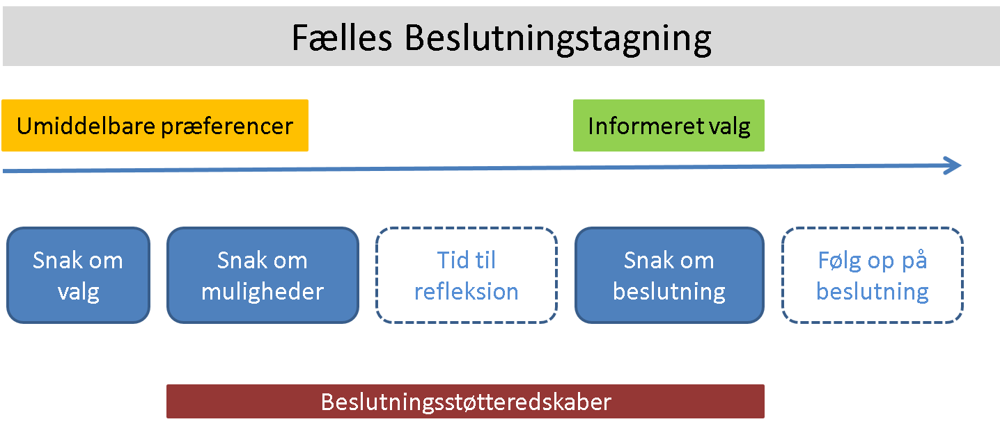 Fælles Beslutningstagning
Umiddelbare præferencer
Informeret valg
Snak om
valg
Snak om
muligheder
Tid til
refleksion
Snak om
beslutning
Følg op på
beslutning
Beslutningsstøtteredskaber